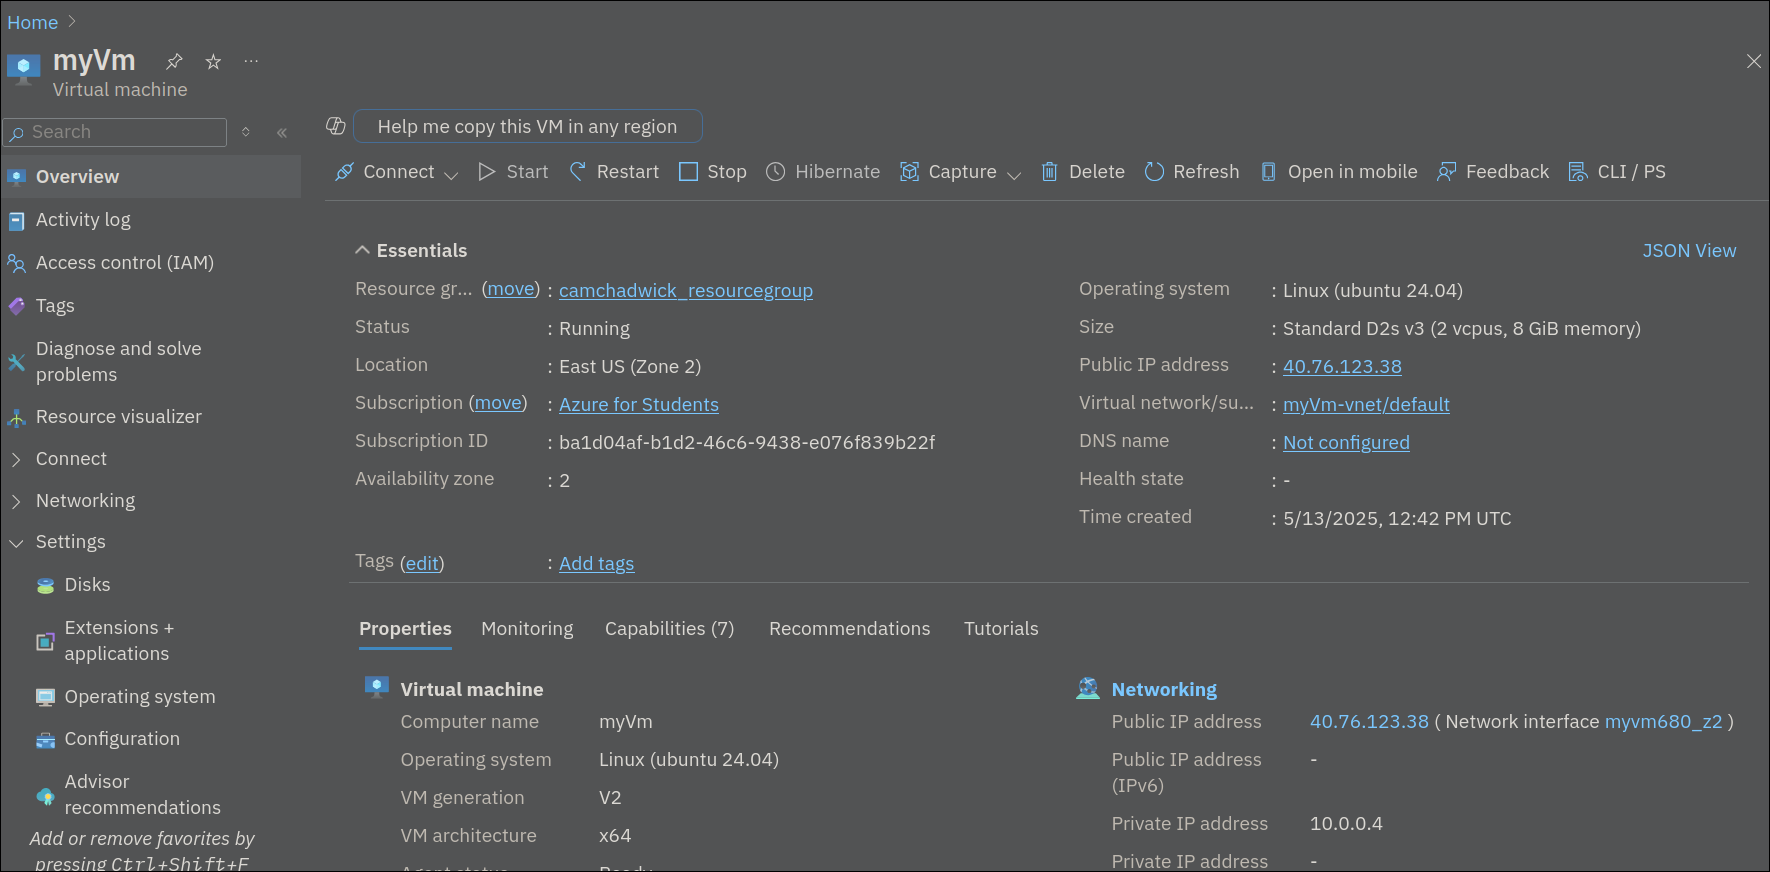 Home
myVm
Virtual machine
Search
Help me copy this VM in any region
Connect Start Restart Stop Hibernate Capture Delete Refresh Open in mobile Feedback CLI / PS
Overview
Activity log
Access control (IAM)
Tags
Diagnose and solve
problems
Resource visualizer
Connect
Networking
Settings
Disks
Extensions +
applications
Operating system
Configuration
Advisor
recommendations
Add or remove favorites by
pressing Ctrl+Shift+F
Essentials
JSON View
Resource gr... (move) : camchadwick_resourcegroup
Status : Running
Location : East US (Zone 2)
Subscription (move) : Azure for Students
Subscription ID : ba1d04af-b1d2-46c6-9438-e076f839b22f
Availability zone : 2
Operating system : Linux (ubuntu 24.04)
Size : Standard D2s v3 (2 vcpus, 8 GiB memory)
Public IP address : 40.76.123.38
Virtual network/su... : myVm-vnet/default
DNS name : Not configured
Health state : -
Time created : 5/13/2025, 12:42 PM UTC
Tags (edit) : Add tags
Properties Monitoring Capabilities (7) Recommendations Tutorials
Virtual machine
Computer name myVm
Operating system Linux (ubuntu 24.04)
VM generation V2
VM architecture x64
Agent status Ready
Networking
Public IP address 40.76.123.38 ( Network interface myvm680_z2 )
Public IP address -
(IPv6)
Private IP address 10.0.0.4
Private IP address -